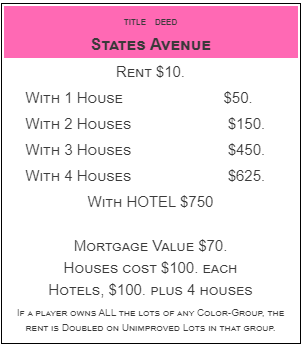 TITLE DEED
STATES AVENUE
RENT $10.
WITH 1 HOUSE $50.
WITH 2 HOUSES $150.
WITH 3 HOUSES $450.
WITH 4 HOUSES $625.
WITH HOTEL $750
MORTGAGE VALUE $70.
HOUSES COST $100. EACH
HOTELS, $100. PLUS 4 HOUSES
IF A PLAYER OWNS ALL THE LOTS OF ANY COLOR-GROUP, THE
RENT IS DOUBLED ON UNIMPROVED LOTS IN THAT GROUP.